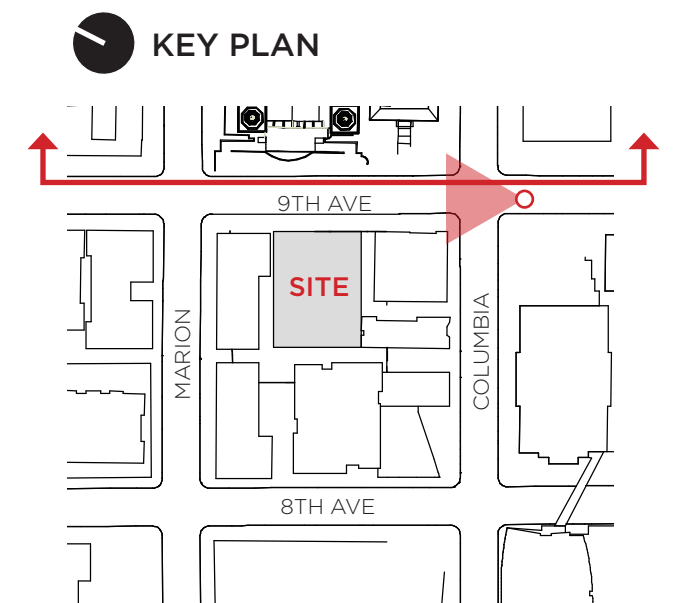 KEY PLAN
9TH AVE
SITE
MARION
COLUMBIA
8TH AVE